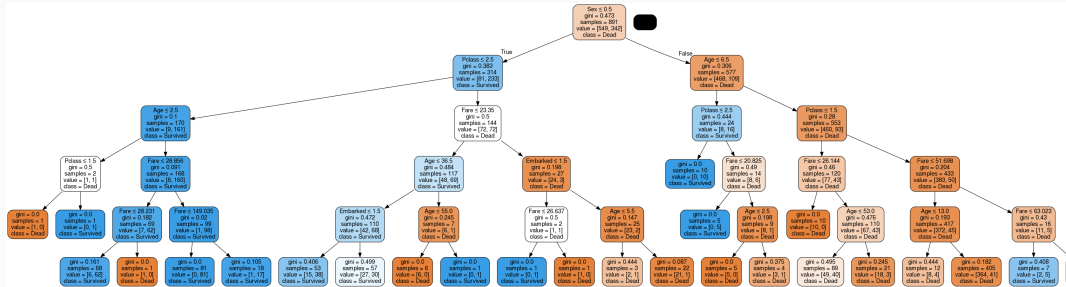 Sex ≤ 0.5
gini = 0.473
samples = 891
value = [549, 342]
class = Dead
True
False
Pclass ≤ 2.5
gini = 0.383
samples = 314
value = [81, 233]
class = Survived
Age ≤ 6.5
gini = 0.306
samples = 577
value = [468, 109]
class = Dead
Age ≤ 2.5
gini = 0.1
samples = 170
value = [9, 161]
class = Survived
Fare ≤ 23.35
gini = 0.5
samples = 144
value = [72, 72]
class = Dead
Pclass ≤ 2.5
gini = 0.444
samples = 24
value = [8, 16]
class = Survived
Pclass ≤ 1.5
gini = 0.28
samples = 553
value = [460, 93]
class = Dead
Pclass ≤ 1.5
gini = 0.5
samples = 2
value = [1, 1]
class = Dead
Fare ≤ 28.856
gini = 0.091
samples = 168
value = [8, 160]
class = Survived
Age ≤ 36.5
gini = 0.484
samples = 117
value = [48, 69]
class = Survived
Embarked ≤ 1.5
gini = 0.198
samples = 27
value = [24, 3]
class = Dead
gini = 0.0
samples = 10
value = [0, 10]
class = Survived
Fare ≤ 20.825
gini = 0.49
samples = 14
value = [8, 6]
class = Dead
Fare ≤ 26.144
gini = 0.46
samples = 120
value = [77, 43]
class = Dead
Fare ≤ 51.698
gini = 0.204
samples = 433
value = [383, 50]
class = Dead
gini = 0.0
samples = 1
value = [1, 0]
class = Dead
gini = 0.0
samples = 1
value = [0, 1]
class = Survived
Fare ≤ 28.231
gini = 0.182
samples = 69
value = [7, 62]
class = Survived
Fare ≤ 149.035
gini = 0.02
samples = 99
value = [1, 98]
class = Survived
Embarked ≤ 1.5
gini = 0.472
samples = 110
value = [42, 68]
class = Survived
Age ≤ 55.0
gini = 0.245
samples = 7
value = [6, 1]
class = Dead
Fare ≤ 26.637
gini = 0.5
samples = 2
value = [1, 1]
class = Dead
Age ≤ 5.5
gini = 0.147
samples = 25
value = [23, 2]
class = Dead
gini = 0.0
samples = 5
value = [0, 5]
class = Survived
Age ≤ 2.5
gini = 0.198
samples = 9
value = [8, 1]
class = Dead
gini = 0.0
samples = 10
value = [10, 0]
class = Dead
Age ≤ 53.0
gini = 0.476
samples = 110
value = [67, 43]
class = Dead
Age ≤ 13.0
gini = 0.193
samples = 417
value = [372, 45]
class = Dead
Fare ≤ 63.023
gini = 0.43
samples = 16
value = [11, 5]
class = Dead
gini = 0.161
samples = 68
value = [6, 62]
class = Survived
gini = 0.0
samples = 1
value = [1, 0]
class = Dead
gini = 0.0
samples = 81
value = [0, 81]
class = Survived
gini = 0.105
samples = 18
value = [1, 17]
class = Survived
gini = 0.406
samples = 53
value = [15, 38]
class = Survived
gini = 0.499
samples = 57
value = [27, 30]
class = Survived
gini = 0.0
samples = 6
value = [6, 0]
class = Dead
gini = 0.0
samples = 1
value = [0, 1]
class = Survived
gini = 0.0
samples = 1
value = [0, 1]
class = Survived
gini = 0.0
samples = 1
value = [1, 0]
class = Dead
gini = 0.444
samples = 3
value = [2, 1]
class = Dead
gini = 0.087
samples = 22
value = [21, 1]
class = Dead
gini = 0.0
samples = 5
value = [5, 0]
class = Dead
gini = 0.375
samples = 4
value = [3, 1]
class = Dead
gini = 0.495
samples = 89
value = [49, 40]
class = Dead
gini = 0.245
samples = 21
value = [18, 3]
class = Dead
gini = 0.444
samples = 12
value = [8, 4]
class = Dead
gini = 0.182
samples = 405
value = [364, 41]
class = Dead
gini = 0.408
samples = 7
value = [2, 5]
class = Survived